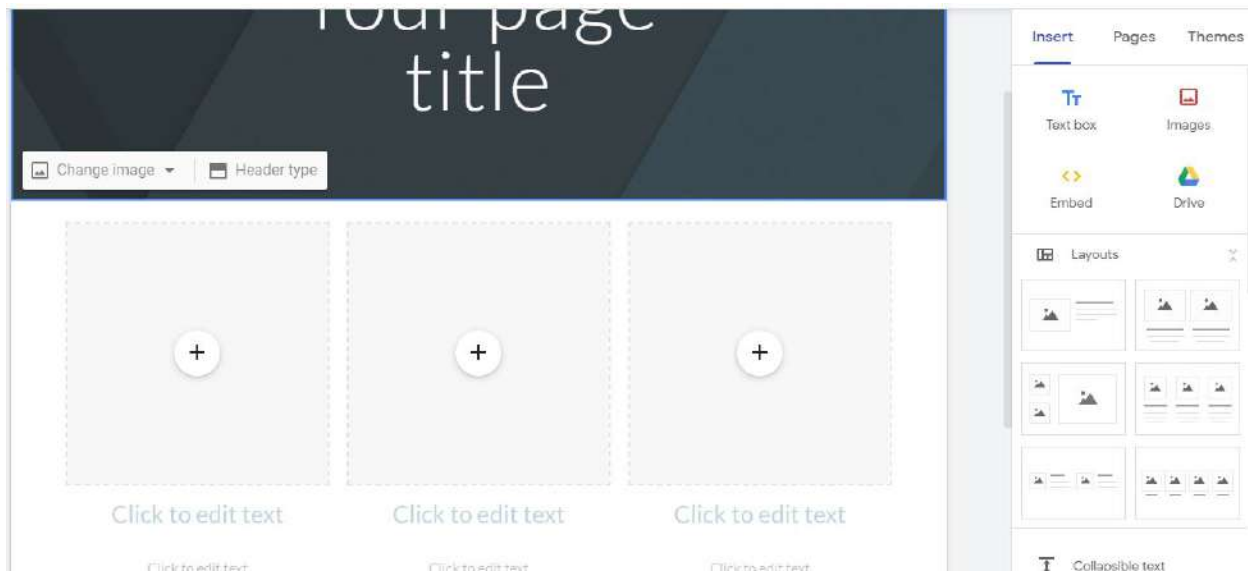 Your page
title
Change image
Header type
Click to edit text
Click to edit text
Click to edit text
Click to edit text
Click to edit text
Click to edit text
Insert
Pages
Themes
Text box
Images
Embed
Drive
Layouts
Collapsible text